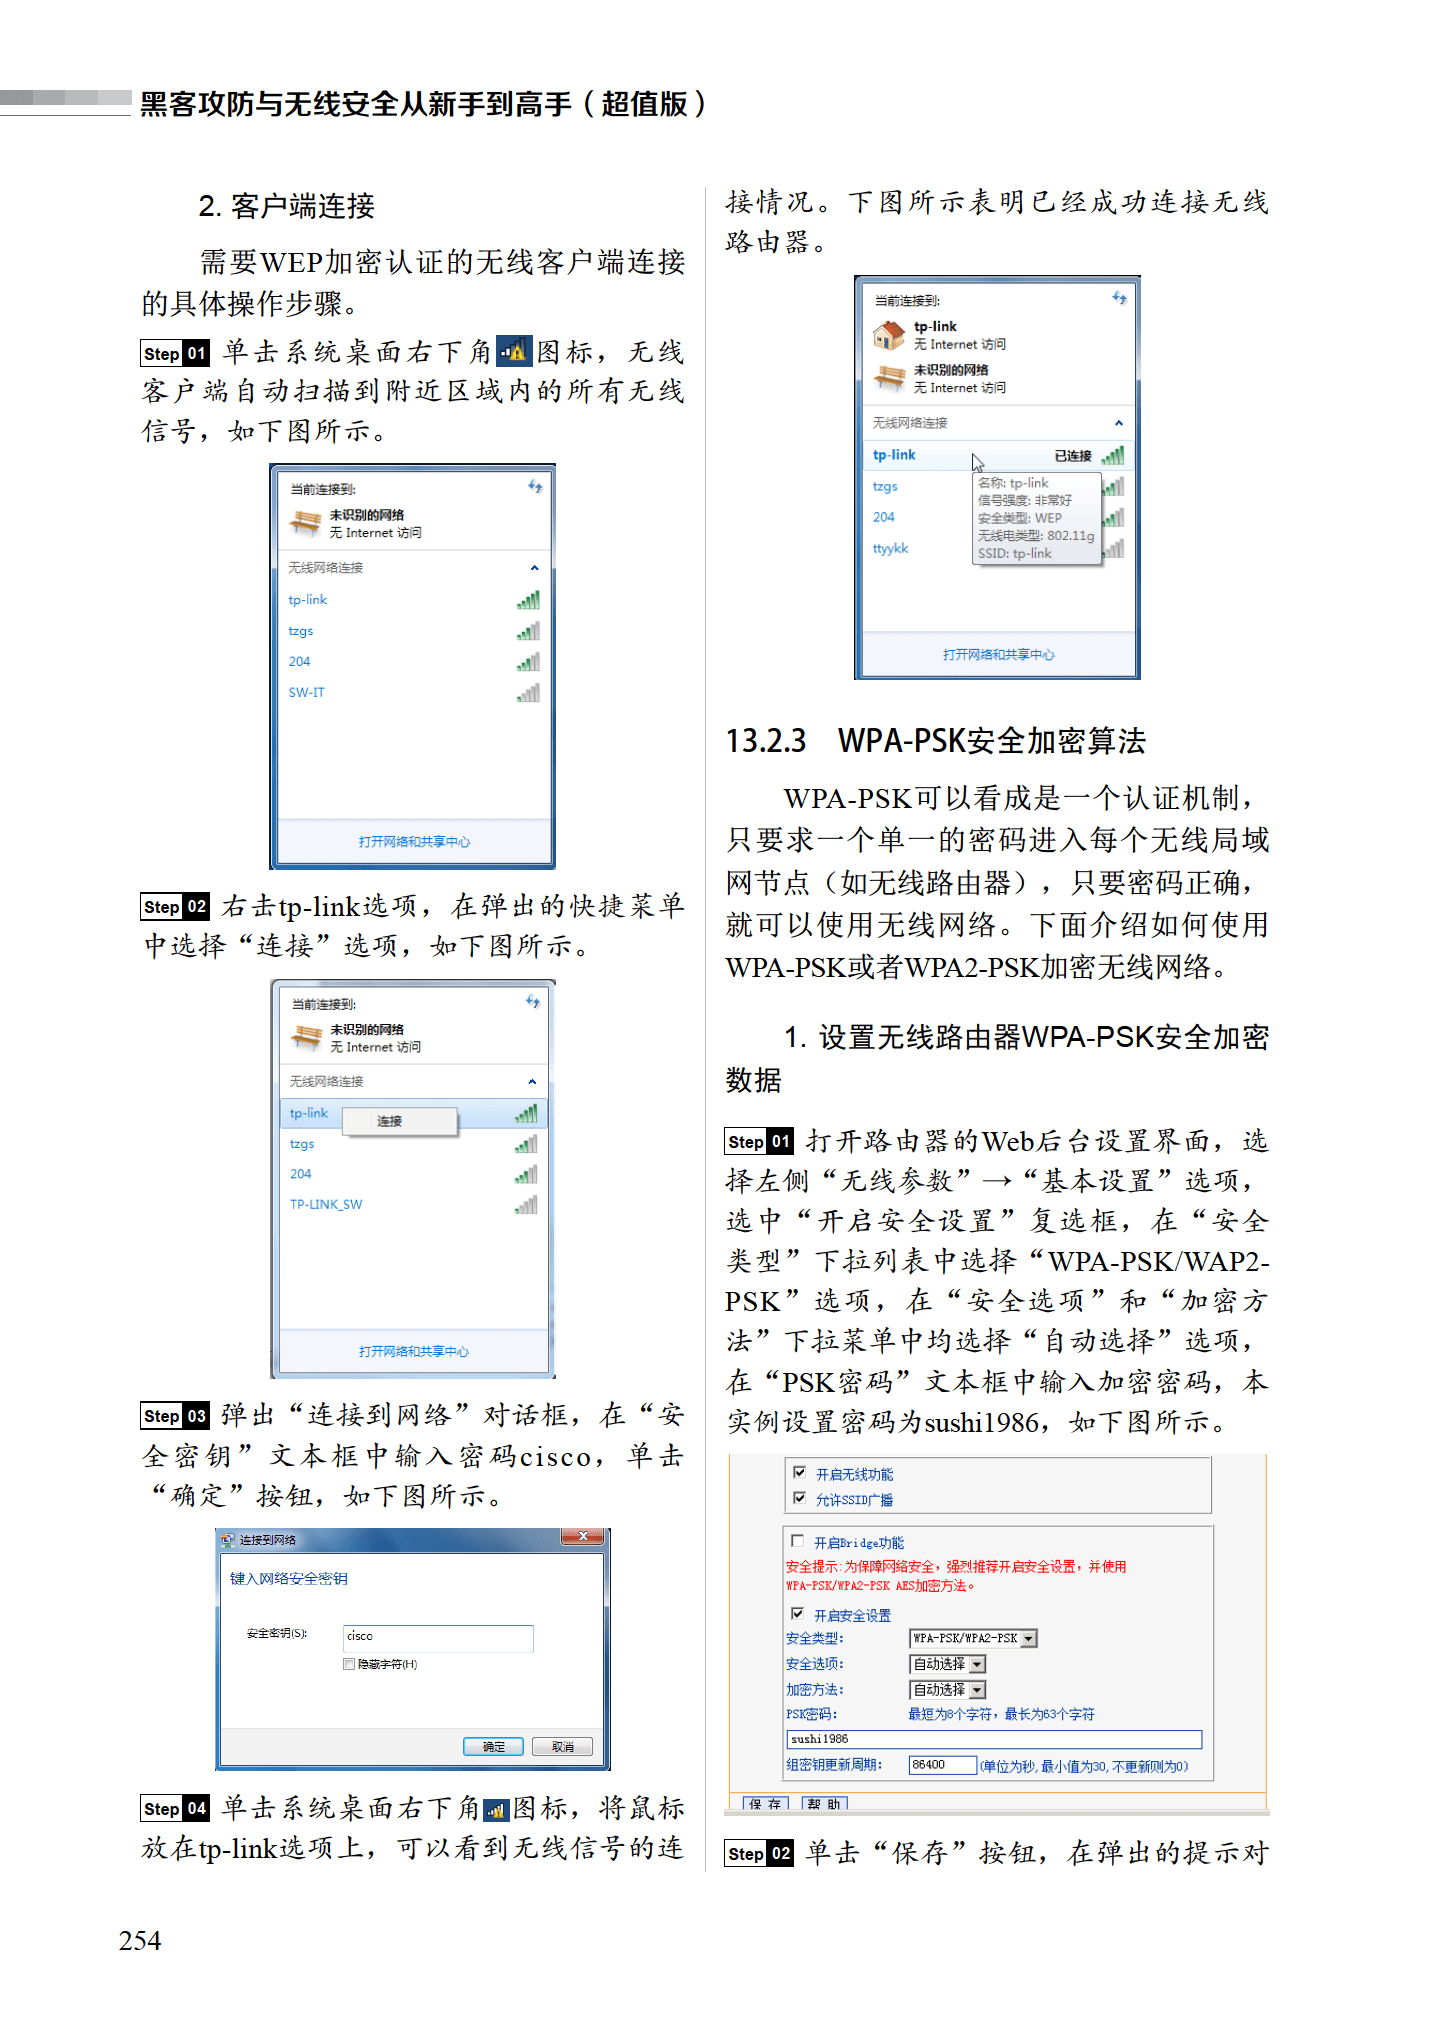 黑客攻防与无线安全从新手到高手（超值版）
2. 客户端连接
需要WEP加密认证的无线客户端连接
的具体操作步骤。
Step 01 单击系统桌面右下角图标，无线
客户端自动扫描到附近区域内的所有无线
信号，如下图所示。
当前连接到:
未识别的网络
无 Internet 访问
无线网络连接
tp-link
tzgs
204
SW-IT
打开网络和共享中心
Step 02 右击tp-link选项，在弹出的快捷菜单
中选择“连接”选项，如下图所示。
当前连接到:
未识别的网络
无 Internet 访问
无线网络连接
tp-link
连接
tzgs
204
TP-LINK_SW
打开网络和共享中心
Step 03 弹出“连接到网络”对话框，在“安
全密钥”文本框中输入密码cisco，单击
“确定”按钮，如下图所示。
连接到网络
键入网络安全密钥
安全密钥(S): cisco
隐藏字符(H)
确定 取消
Step 04 单击系统桌面右下角图标，将鼠标
放在tp-link选项上，可以看到无线信号的连
接情况。下图所示表明已经成功连接无线
路由器。
当前连接到:
tp-link
无 Internet 访问
未识别的网络
无 Internet 访问
无线网络连接
tp-link 已连接
tzgs
204
ttyykk
名称: tp-link
信号强度: 非常好
安全类型: WEP
无线电类型: 802.11g
SSID: tp-link
打开网络和共享中心
13.2.3 WPA-PSK安全加密算法
WPA-PSK可以看成是一个认证机制，
只要求一个单一的密码进入每个无线局域
网节点（如无线路由器），只要密码正确，
就可以使用无线网络。下面介绍如何使用
WPA-PSK或者WPA2-PSK加密无线网络。
1. 设置无线路由器WPA-PSK安全加密
数据
Step 01 打开路由器的Web后台设置界面，选
择左侧“无线参数”→“基本设置”选项，
选中“开启安全设置”复选框，在“安全
类型”下拉列表中选择“WPA-PSK/WAP2-
PSK”选项，在“安全选项”和“加密方
法”下拉菜单中均选择“自动选择”选项，
在“PSK密码”文本框中输入加密密码，本
实例设置密码为sushi1986，如下图所示。
开启无线功能
允许SSID广播
开启Bridge功能
安全提示:为保障网络安全，强烈推荐开启安全设置，并使用
WPA-PSK/WPA2-PSK AES加密方法。
开启安全设置
安全类型: WPA-PSK/WPA2-PSK
安全选项: 自动选择
加密方法: 自动选择
PSK密码: 最短为8个字符，最长为63个字符
sushi1986
组密钥更新周期: 86400 (单位为秒,最小值为30,不更新则为0)
保存 帮助
Step 02 单击“保存”按钮，在弹出的提示对
254